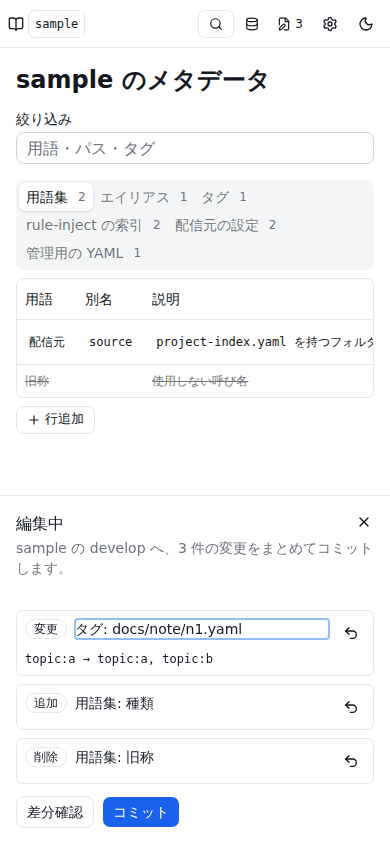 sample
3
sample のメタデータ
絞り込み
用語・パス・タグ
用語集 2 エイリアス 1 タグ 1
rule-inject の索引 2 配信元の設定 2
管理用の YAML 1
用語 別名 説明
配信元 source project-index.yaml を持つフォルダ
旧称 使用しない呼び名
行追加
編集中
sample の develop へ、3 件の変更をまとめてコミット
します。
変更 タグ: docs/note/n1.yaml
topic:a → topic:a, topic:b
追加 用語集: 種類
削除 用語集: 旧称
差分確認 コミット